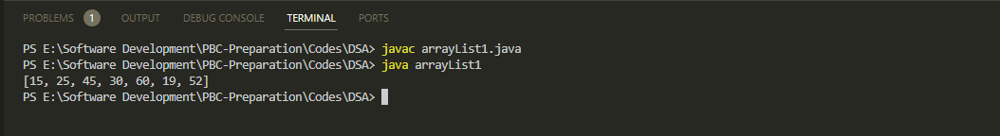 PROBLEMS 1 OUTPUT DEBUG CONSOLE TERMINAL PORTS
PS E:\Software Development\PBC-Preparation\Codes\DSA> javac arrayList1.java
PS E:\Software Development\PBC-Preparation\Codes\DSA> java arrayList1
[15, 25, 45, 30, 60, 19, 52]
PS E:\Software Development\PBC-Preparation\Codes\DSA>